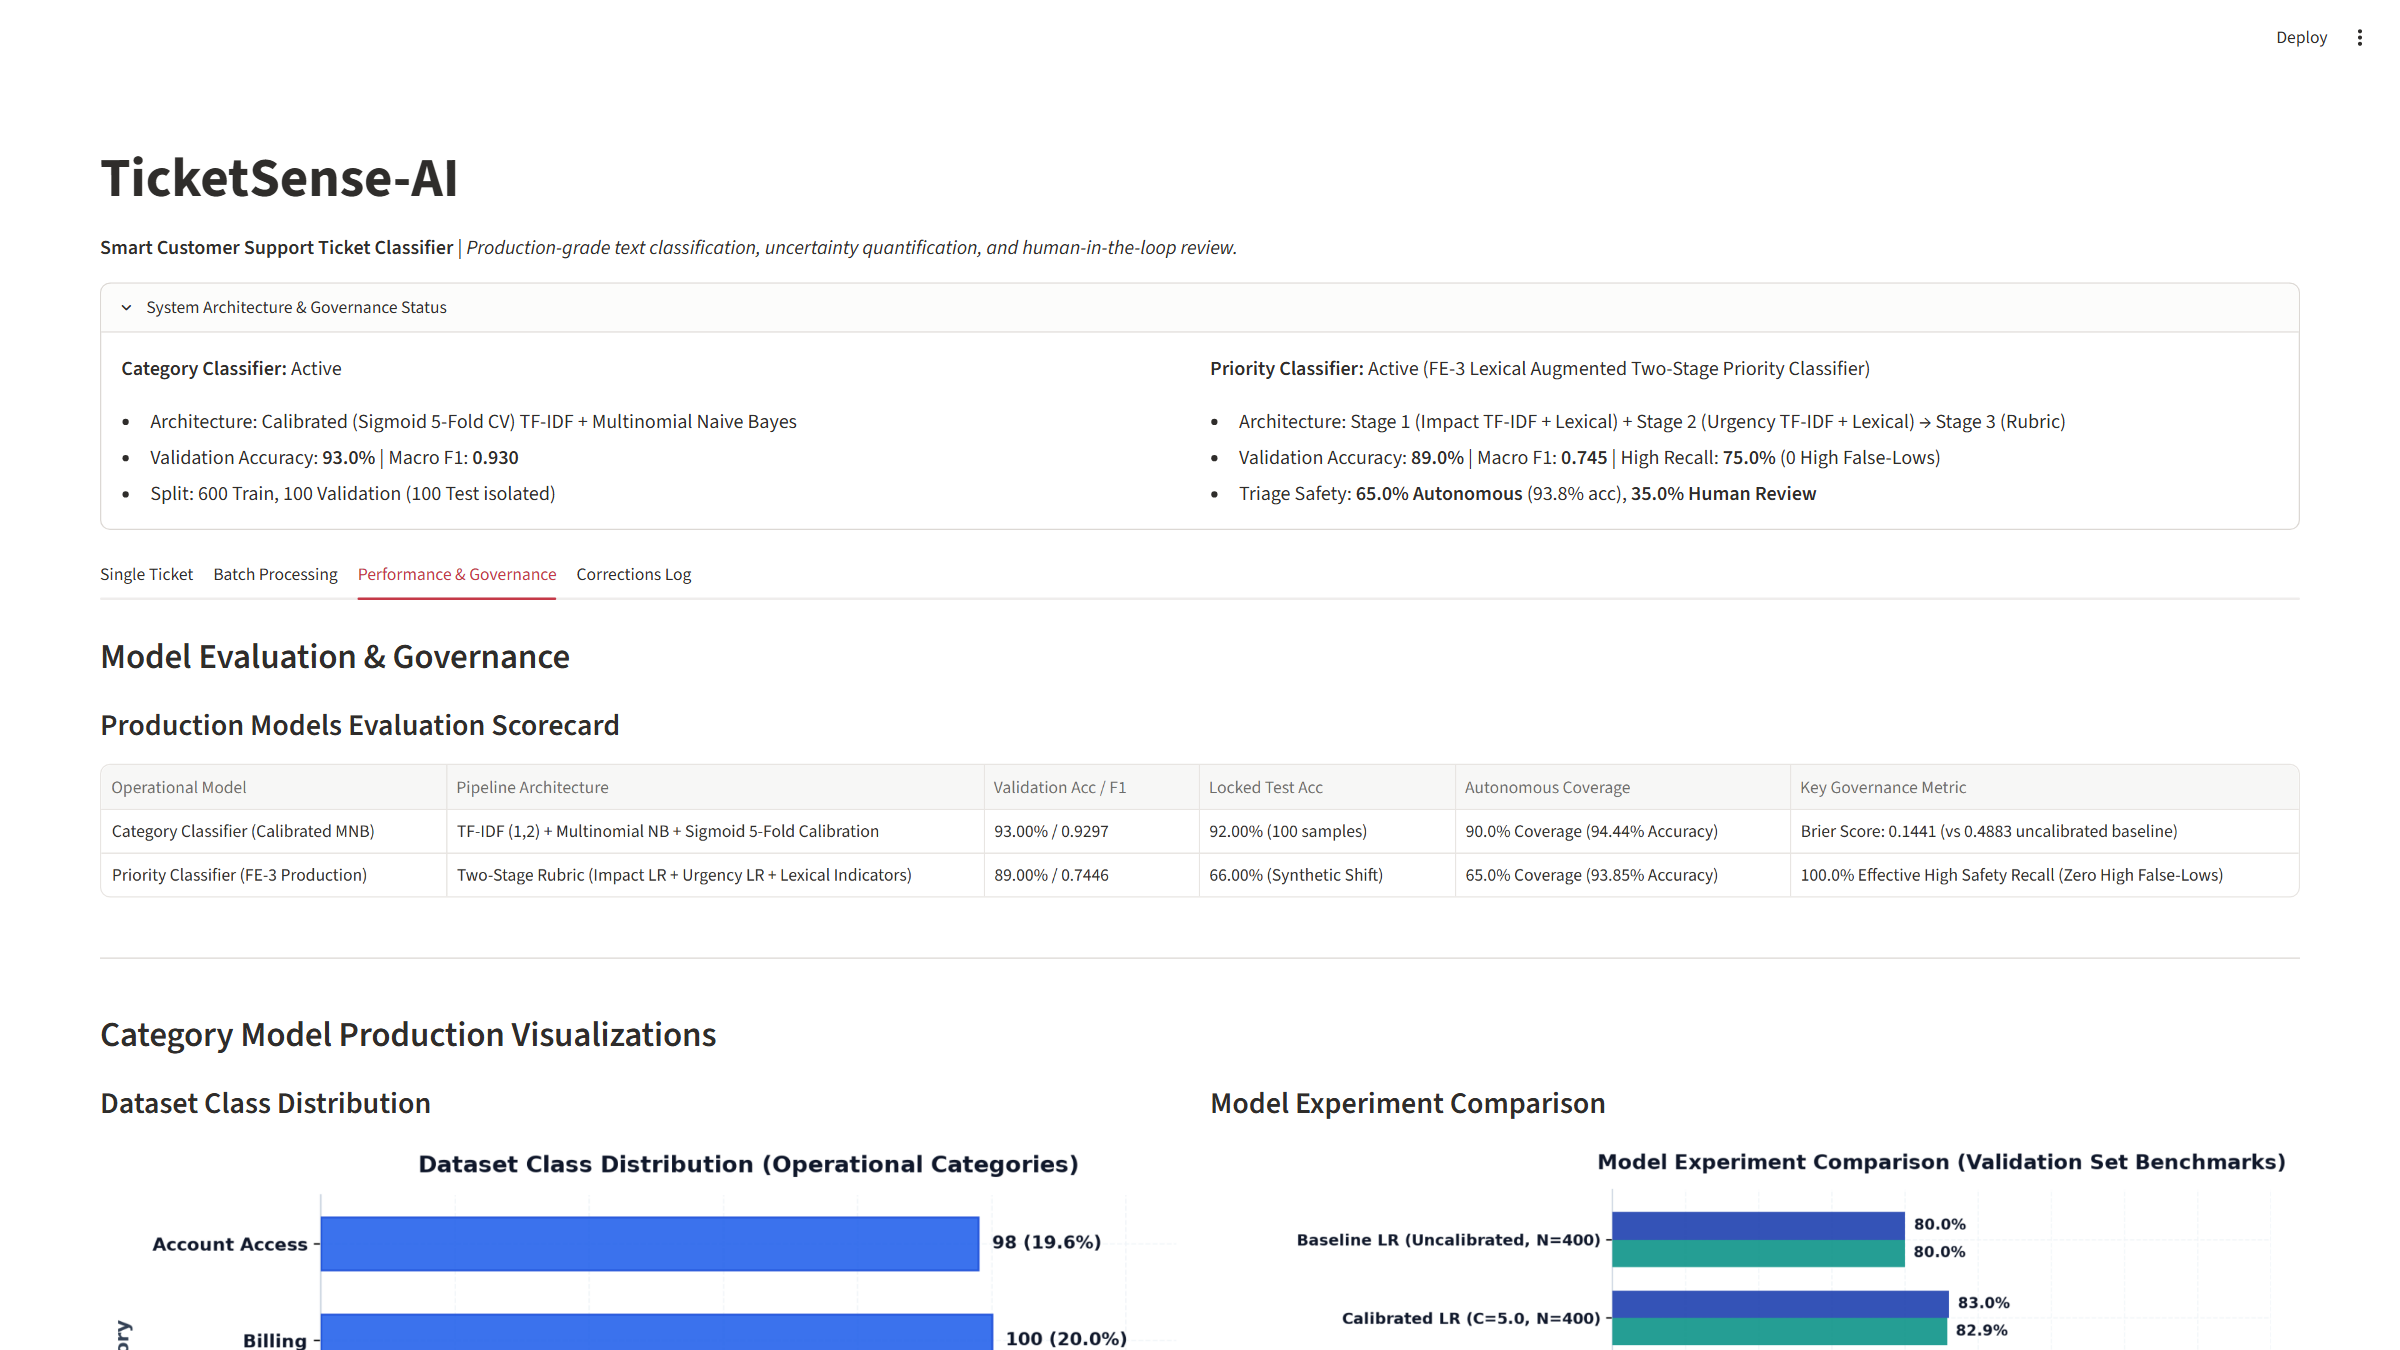 Deploy
TicketSense-AI
Smart Customer Support Ticket Classifier | Production-grade text classification, uncertainty quantification, and human-in-the-loop review.
System Architecture & Governance Status
Category Classifier: Active
• Architecture: Calibrated (Sigmoid 5-Fold CV) TF-IDF + Multinomial Naive Bayes
• Validation Accuracy: 93.0% | Macro F1: 0.930
• Split: 600 Train, 100 Validation (100 Test isolated)
Priority Classifier: Active (FE-3 Lexical Augmented Two-Stage Priority Classifier)
• Architecture: Stage 1 (Impact TF-IDF + Lexical) + Stage 2 (Urgency TF-IDF + Lexical) → Stage 3 (Rubric)
• Validation Accuracy: 89.0% | Macro F1: 0.745 | High Recall: 75.0% (0 High False-Lows)
• Triage Safety: 65.0% Autonomous (93.8% acc), 35.0% Human Review
Single Ticket Batch Processing Performance & Governance Corrections Log
Model Evaluation & Governance
Production Models Evaluation Scorecard
Operational Model Pipeline Architecture Validation Acc / F1 Locked Test Acc Autonomous Coverage Key Governance Metric
Category Classifier (Calibrated MNB) TF-IDF (1,2) + Multinomial NB + Sigmoid 5-Fold Calibration 93.00% / 0.9297 92.00% (100 samples) 90.0% Coverage (94.44% Accuracy) Brier Score: 0.1441 (vs 0.4883 uncalibrated baseline)
Priority Classifier (FE-3 Production) Two-Stage Rubric (Impact LR + Urgency LR + Lexical Indicators) 89.00% / 0.7446 66.00% (Synthetic Shift) 65.0% Coverage (93.85% Accuracy) 100.0% Effective High Safety Recall (Zero High False-Lows)
Category Model Production Visualizations
Dataset Class Distribution
Dataset Class Distribution (Operational Categories)
Account Access 98 (19.6%)
Billing 100 (20.0%)
Model Experiment Comparison
Model Experiment Comparison (Validation Set Benchmarks)
Baseline LR (Uncalibrated, N=400) 80.0%
80.0%
Calibrated LR (C=5.0, N=400) 83.0%
82.9%